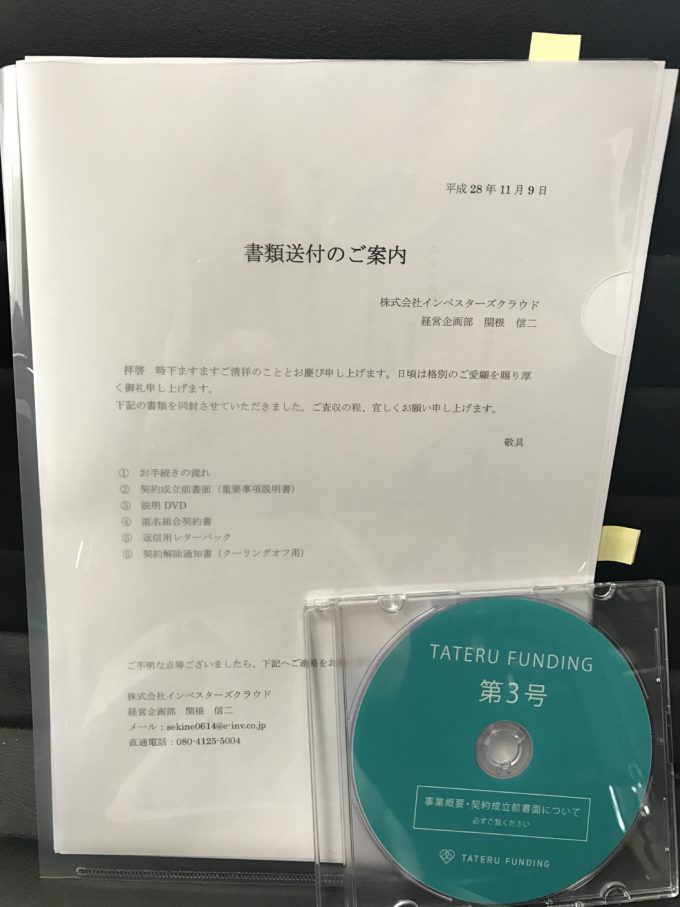 平成 28 年 11 月 9 日
書類送付のご案内
株式会社インベスターズクラウド
経営企画部　関根　信二
拝啓　時下ますますご清祥のこととお慶び申し上げます。日頃は格別のご愛顧を賜り厚
く御礼申し上げます。
下記の書類を同封させていただきました。ご査収の程、宜しくお願い申し上げます。
敬具
①　お手続きの流れ
②　契約成立前書面（重要事項説明書）
③　説明 DVD
④　匿名組合契約書
⑤　返信用レターパック
⑥　契約解除通知書（クーリングオフ用）
ご不明な点等ございましたら、下記へご連絡をお
株式会社インベスターズクラウド
経営企画部　関根　信二
メール：sekine0614@e-inv.co.jp
直通電話：080-4125-5004
TATERU FUNDING
第3号
事業概要・契約成立前書面について
必ずご覧ください
TATERU FUNDING